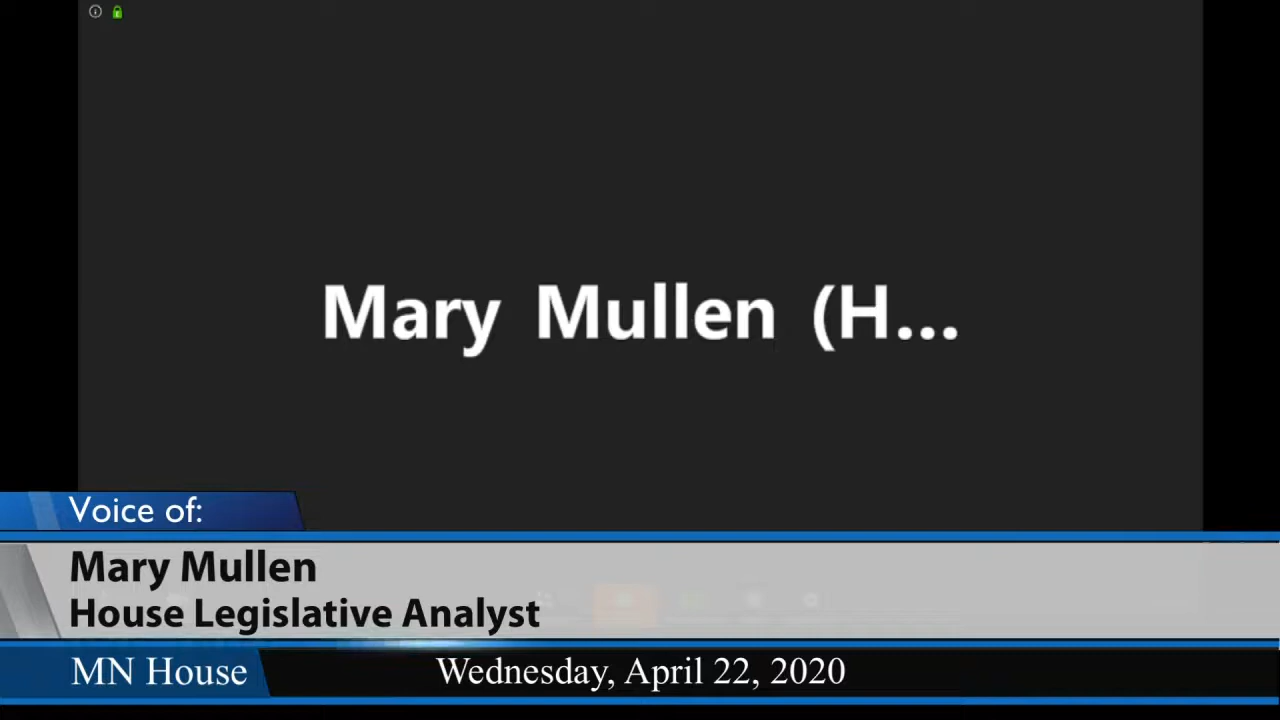 Mary Mullen (H...
Voice of:
Mary Mullen
House Legislative Analyst
MN House
Wednesday, April 22, 2020